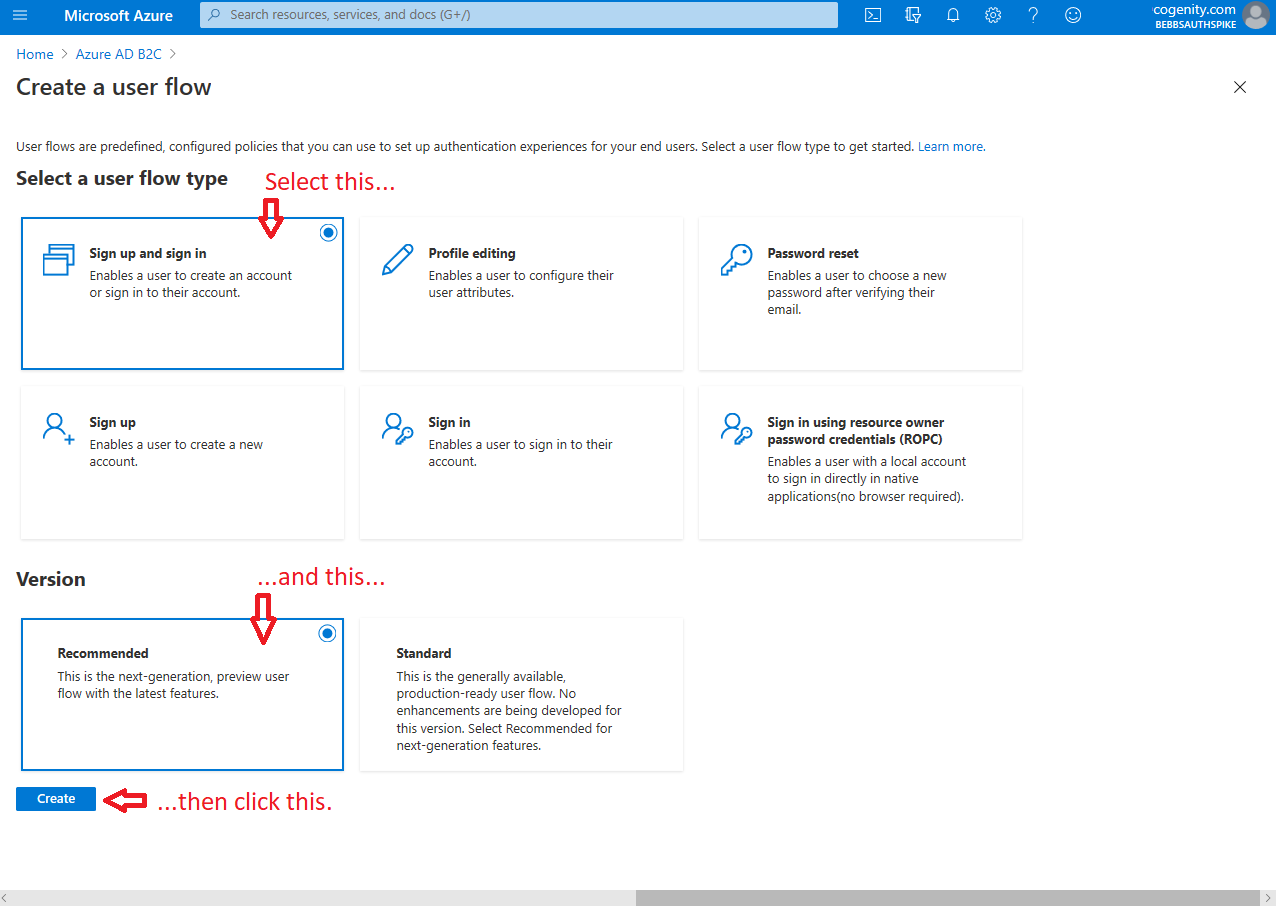 Microsoft Azure
Search resources, services, and docs (G+/)
cogenity.com
BEBBSAUTHSPIKE
Home > Azure AD B2C >
Create a user flow
User flows are predefined, configured policies that you can use to set up authentication experiences for your end users. Select a user flow type to get started. Learn more.
Select a user flow type
Select this...
Sign up and sign in
Enables a user to create an account
or sign in to their account.
Profile editing
Enables a user to configure their
user attributes.
Password reset
Enables a user to choose a new
password after verifying their
email.
Sign up
Enables a user to create a new
account.
Sign in
Enables a user to sign in to their
account.
Sign in using resource owner
password credentials (ROPC)
Enables a user with a local account
to sign in directly in native
applications(no browser required).
Version
...and this...
Recommended
This is the next-generation, preview user
flow with the latest features.
Standard
This is the generally available,
production-ready user flow. No
enhancements are being developed for
this version. Select Recommended for
next-generation features.
Create
...then click this.